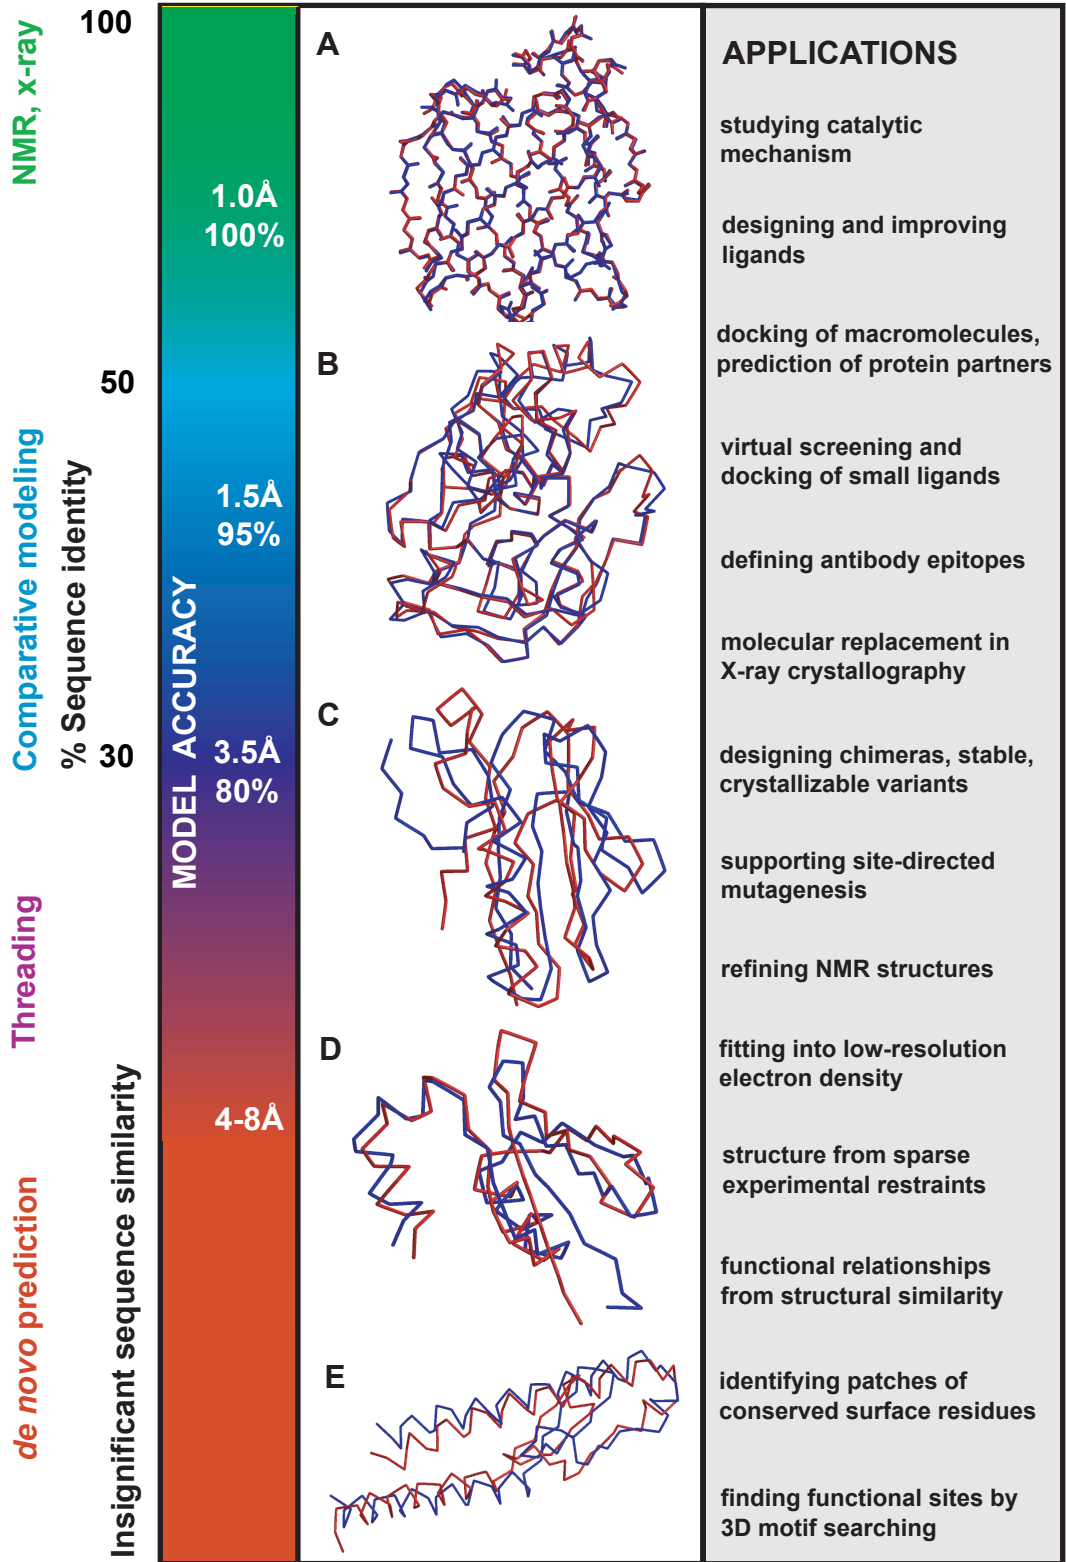 NMR, x-ray
Comparative modeling
Threading
de novo prediction
100
50
30
% Sequence identity
Insignificant sequence similarity
MODEL ACCURACY
1.0Å
100%
1.5Å
95%
3.5Å
80%
4-8Å
A
B
C
D
E
APPLICATIONS
studying catalytic
mechanism
designing and improving
ligands
docking of macromolecules,
prediction of protein partners
virtual screening and
docking of small ligands
defining antibody epitopes
molecular replacement in
X-ray crystallography
designing chimeras, stable,
crystallizable variants
supporting site-directed
mutagenesis
refining NMR structures
fitting into low-resolution
electron density
structure from sparse
experimental restraints
functional relationships
from structural similarity
identifying patches of
conserved surface residues
finding functional sites by
3D motif searching